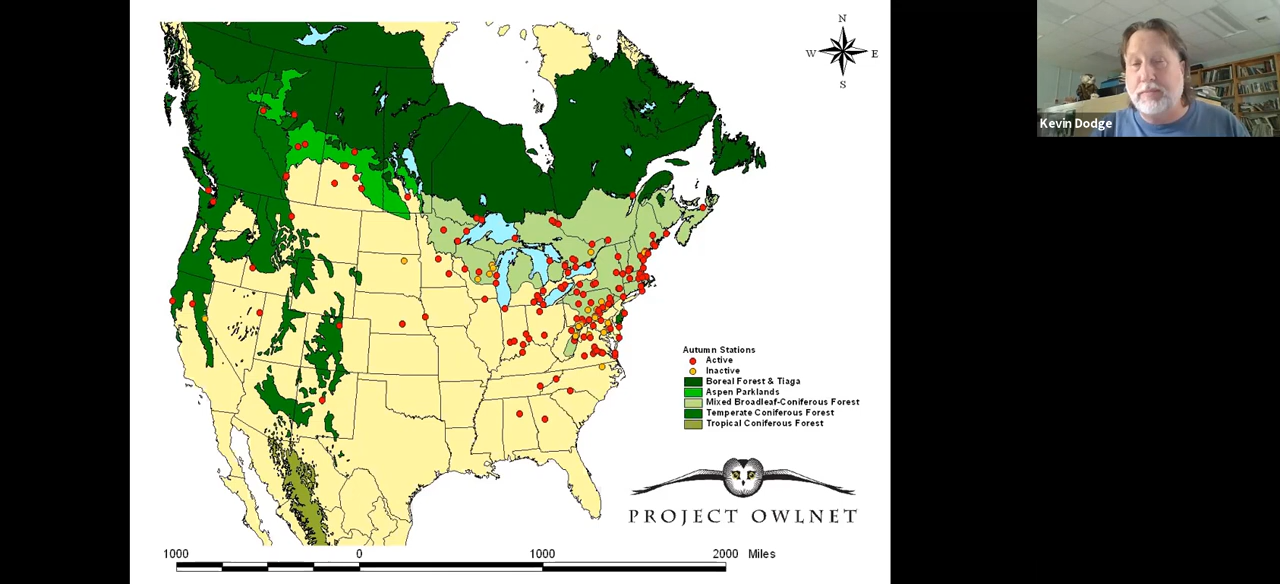 N
W E
S
Kevin Dodge
Autumn Stations
Active
Inactive
Boreal Forest & Tiaga
Aspen Parklands
Mixed Broadleaf-Coniferous Forest
Temperate Coniferous Forest
Tropical Coniferous Forest
PROJECT OWLNET
1000 0 1000 2000 Miles